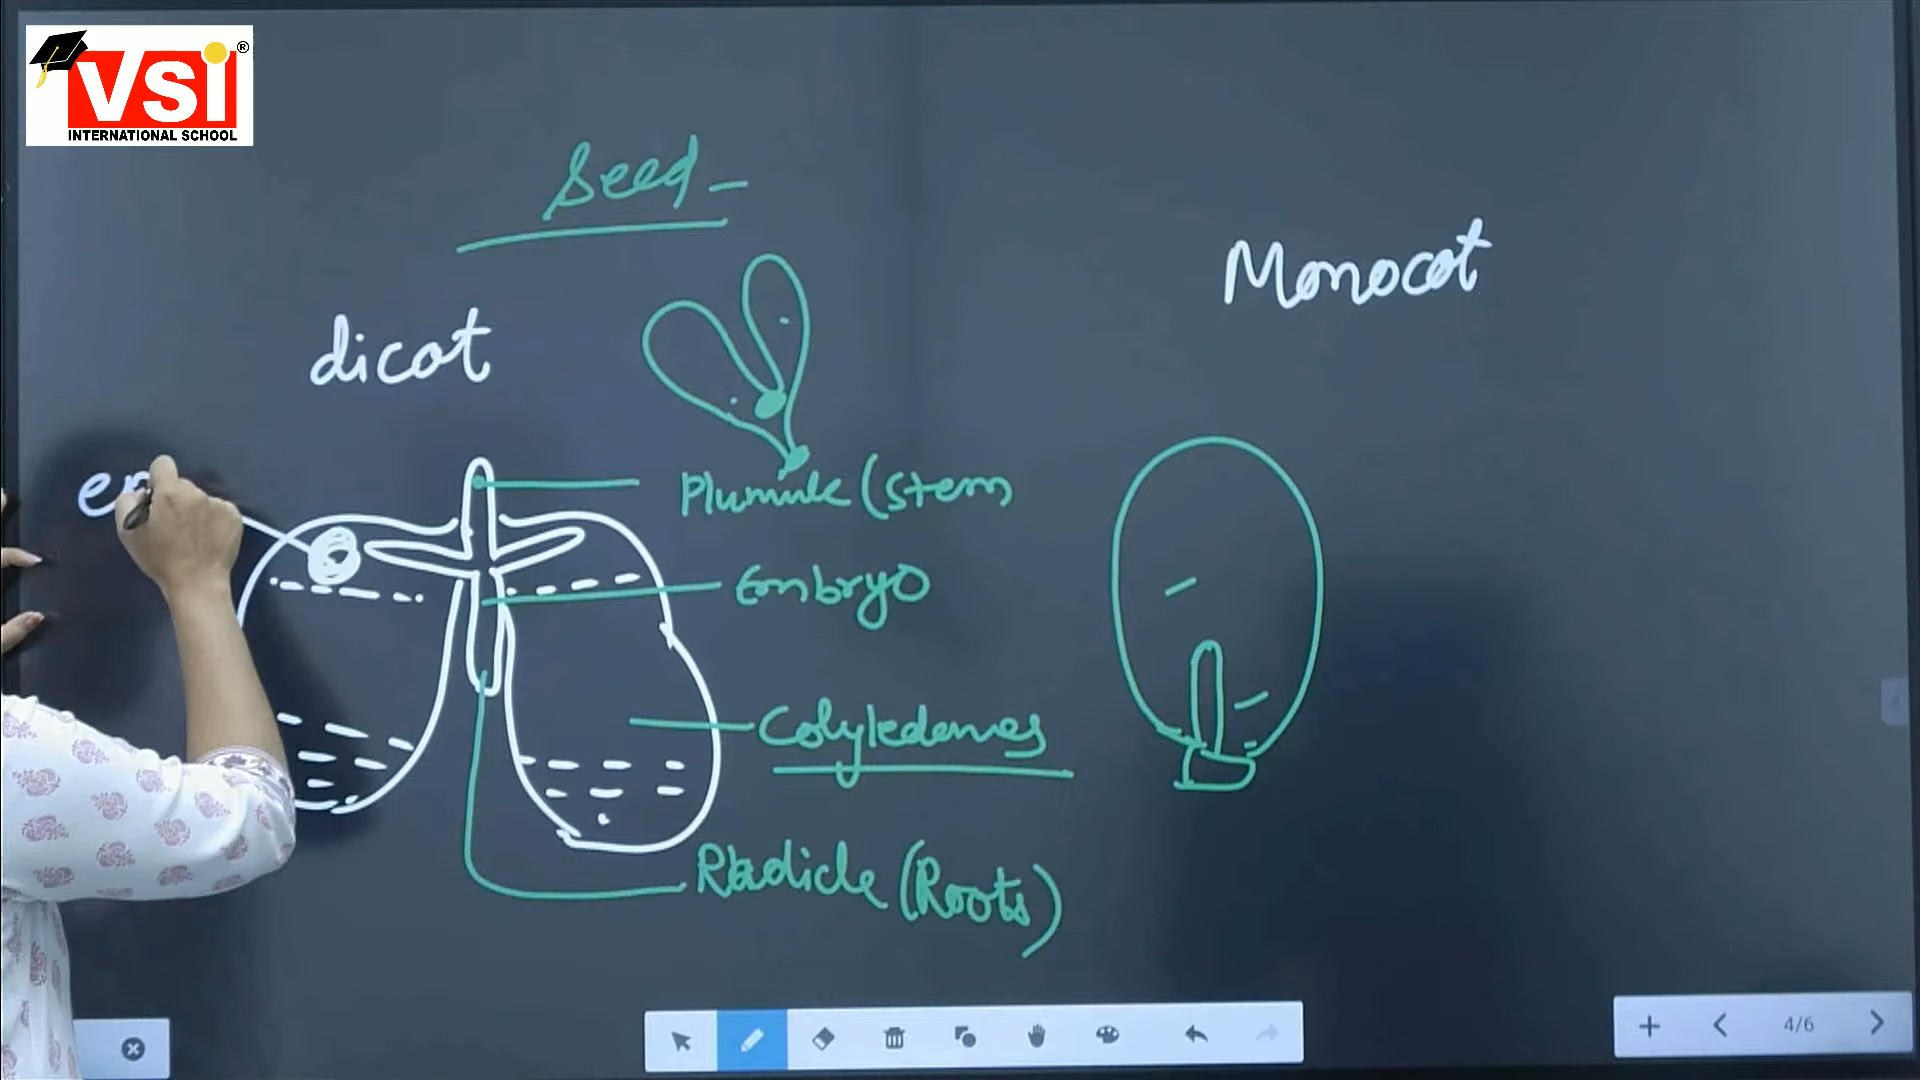 VSI ®
INTERNATIONAL SCHOOL
Seed -
Monocot
dicot
Plumule (Stem
Embryo
Cotyledones
Radicle (Roots)
4/6